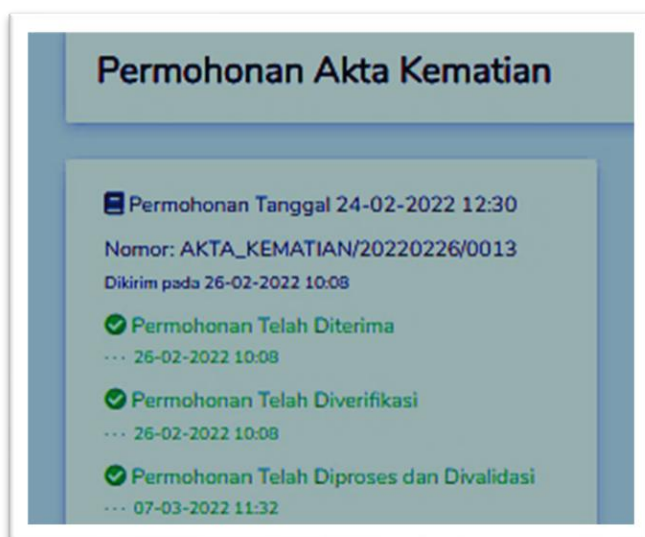 Permohonan Akta Kematian
Permohonan Tanggal 24-02-2022 12:30
Nomor: AKTA_KEMATIAN/20220226/0013
Dikirim pada 26-02-2022 10:08
Permohonan Telah Diterima
··· 26-02-2022 10:08
Permohonan Telah Diverifikasi
··· 26-02-2022 10:08
Permohonan Telah Diproses dan Divalidasi
··· 07-03-2022 11:32